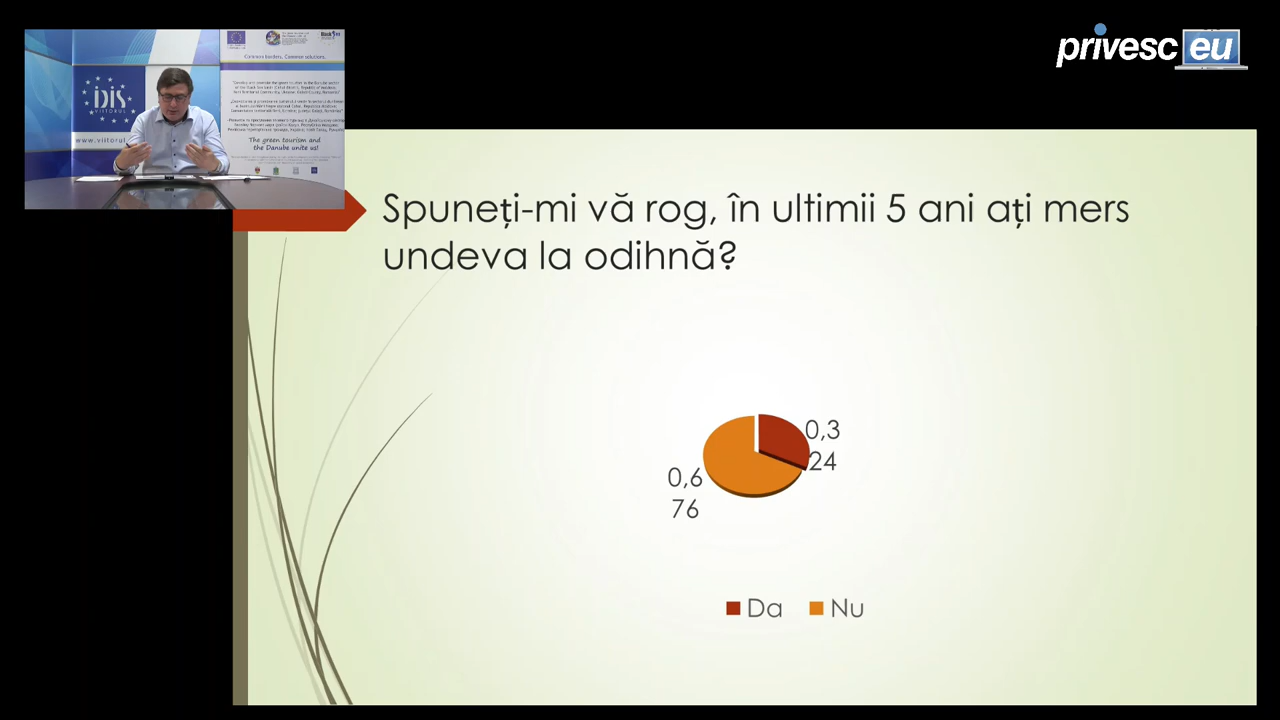 privesc eu
Common borders. Common solutions.
IDIS
VIITORUL
www.viitorul
The green tourism and
the Danube unite us!
Spuneți-mi vă rog, în ultimii 5 ani ați mers
undeva la odihnă?
0,3
24
0,6
76
Da
Nu